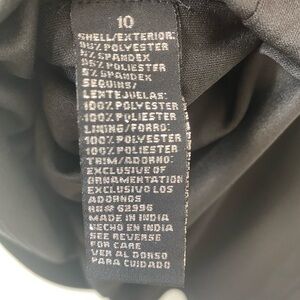 10
SHELL/EXTERIOR:
95% POLYESTER
5% SPANDEX
95% POLIESTER
5% SPANDEX
SEQUINS/
LENTEJUELAS:
100% POLYESTER
100% POLIESTER
LINING/FORRO:
100% POLYESTER
100% POLIESTER
TRIM/ADORNO:
EXCLUSIVE OF
ORNAMENTATION
EXCLUSIVO LOS
ADORNOS
RN# 62996
MADE IN INDIA
HECHO EN INDIA
SEE REVERSE
FOR CARE
VER AL DORSO
PARA CUIDADO